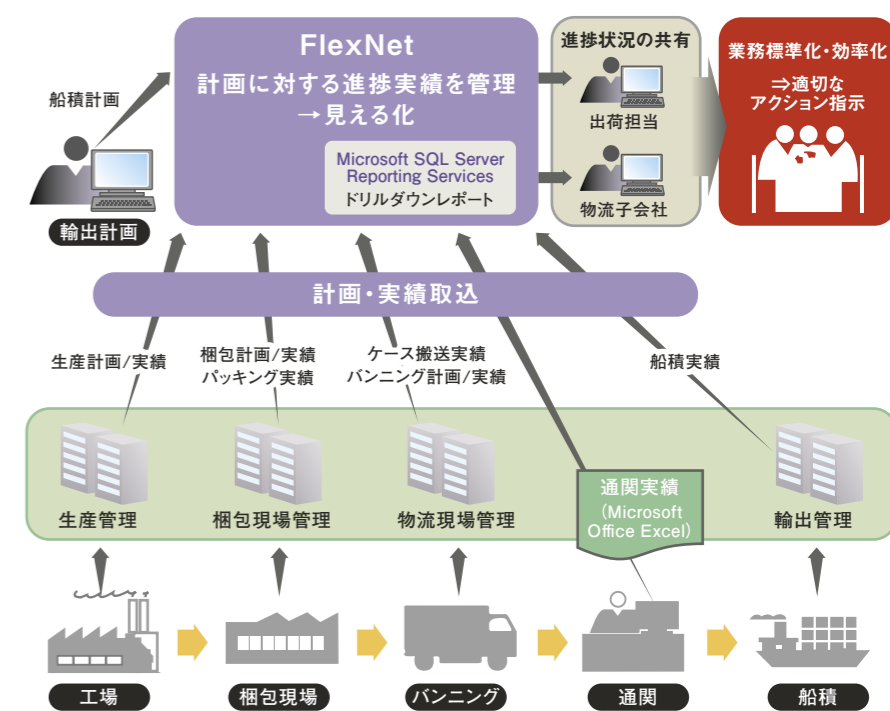 FlexNet
計画に対する進捗実績を管理
→見える化
Microsoft SQL Server
Reporting Services
ドリルダウンレポート
船積計画
輸出計画
進捗状況の共有
出荷担当
物流子会社
業務標準化・効率化
⇒適切な
アクション指示
計画・実績取込
生産計画/実績
梱包計画/実績
パッキング実績
ケース搬送実績
バンニング計画/実績
船積実績
生産管理
梱包現場管理
物流現場管理
通関実績
(Microsoft
Office Excel)
輸出管理
工場
梱包現場
バンニング
通関
船積